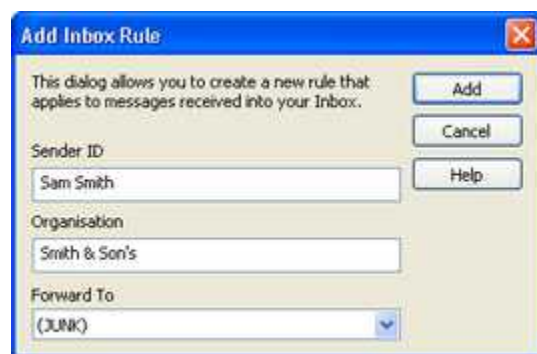 Add Inbox Rule
This dialog allows you to create a new rule that
applies to messages received into your Inbox.
Add
Cancel
Help
Sender ID
Sam Smith
Organisation
Smith & Son's
Forward To
(JUNK)